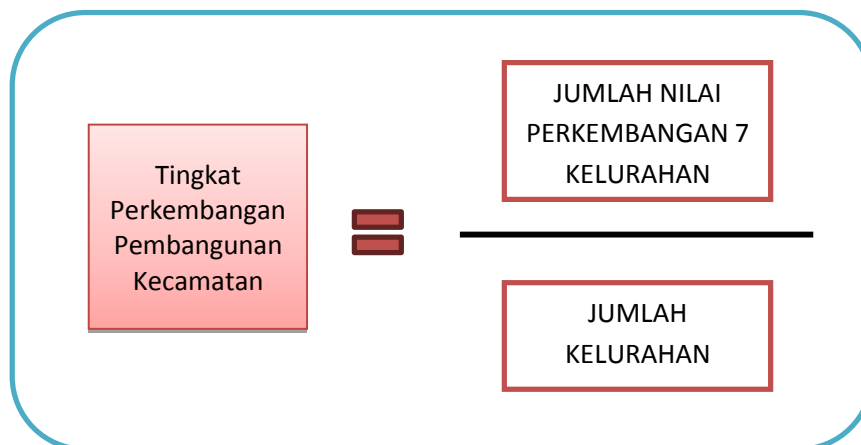 Tingkat
Perkembangan
Pembangunan
Kecamatan
JUMLAH NILAI
PERKEMBANGAN 7
KELURAHAN
JUMLAH
KELURAHAN